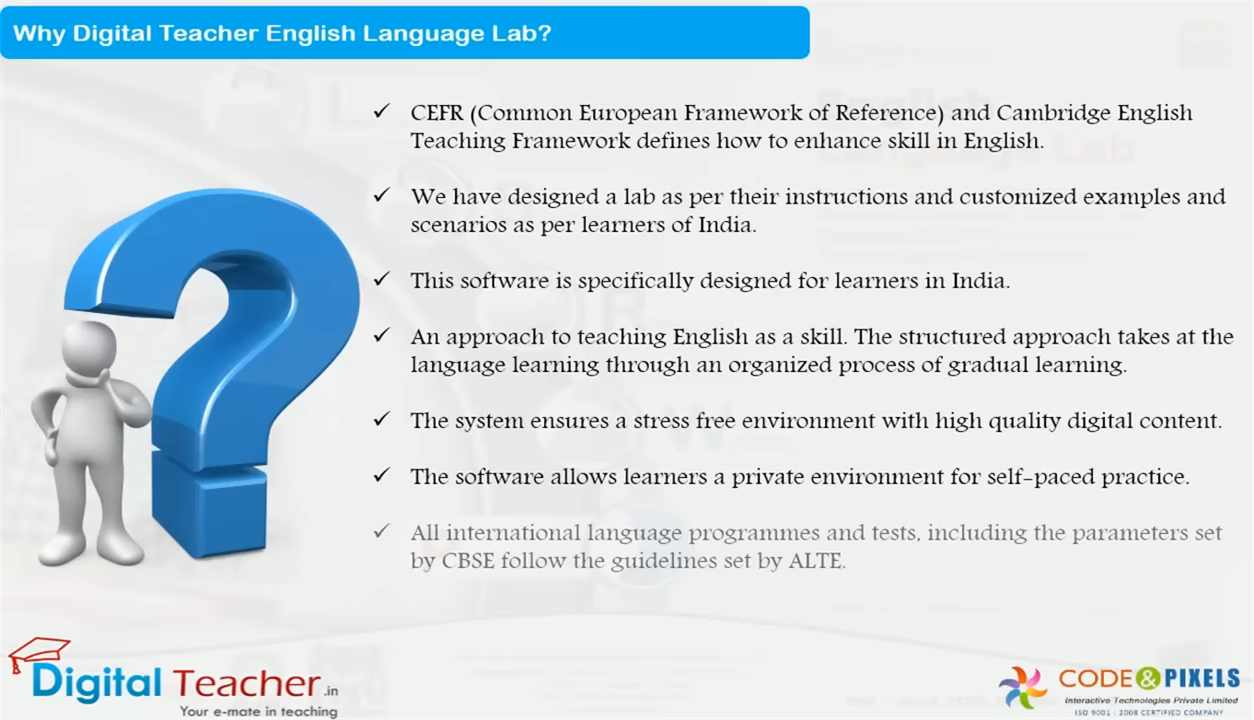 Why Digital Teacher English Language Lab?
✓ CEFR (Common European Framework of Reference) and Cambridge English
Teaching Framework defines how to enhance skill in English.
✓ We have designed a lab as per their instructions and customized examples and
scenarios as per learners of India.
✓ This software is specifically designed for learners in India.
✓ An approach to teaching English as a skill. The structured approach takes at the
language learning through an organized process of gradual learning.
✓ The system ensures a stress free environment with high quality digital content.
✓ The software allows learners a private environment for self-paced practice.
✓ All international language programmes and tests, including the parameters set
by CBSE follow the guidelines set by ALTE.
Digital Teacher.in
Your e-mate in teaching
CODE & PIXELS
Interactive Technologies Private Limited
ISO 9001 : 2008 CERTIFIED COMPANY